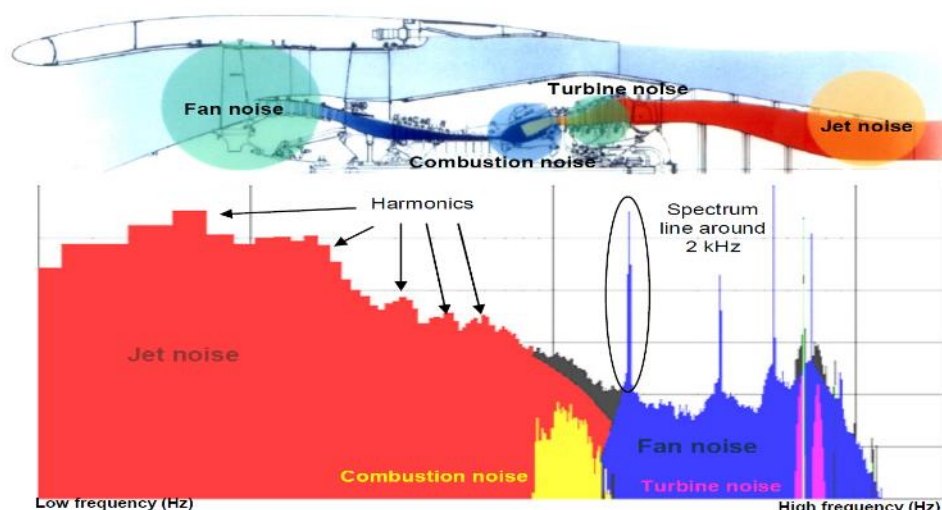 Fan noise
Turbine noise
Combustion noise
Jet noise
Harmonics
Spectrum
line around
2 kHz
Jet noise
Fan noise
Combustion noise
Turbine noise
Low frequency (Hz)
High frequency (Hz)